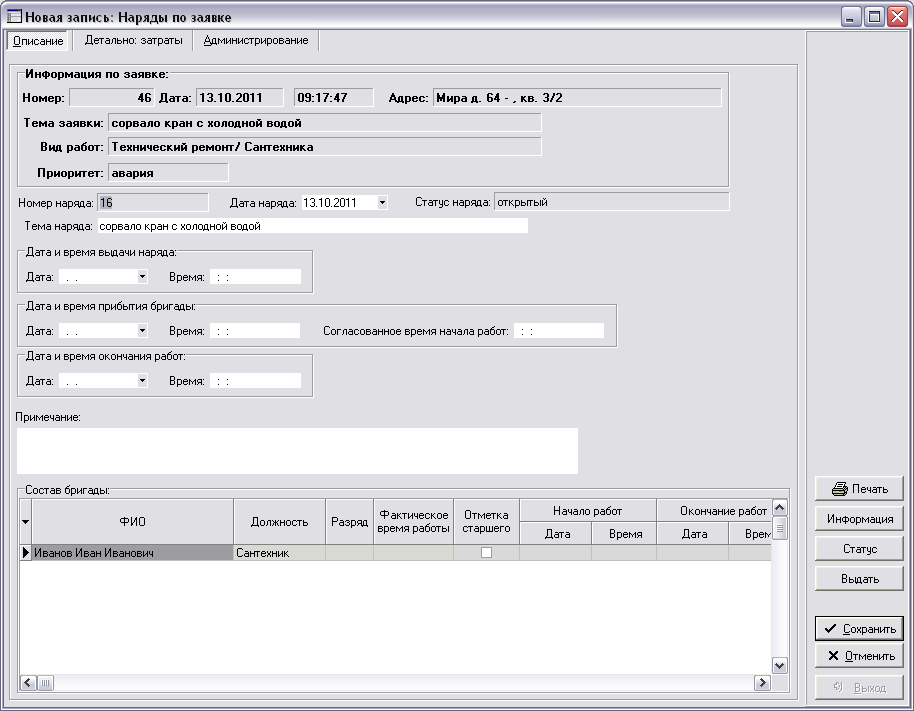 Новая запись: Наряды по заявке
Описание Детально: затраты Администрирование
Информация по заявке:
Номер: 46 Дата: 13.10.2011 09:17:47 Адрес: Мира д. 64 - , кв. 3/2
Тема заявки: сорвало кран с холодной водой
Вид работ: Технический ремонт/ Сантехника
Приоритет: авария
Номер наряда: 16 Дата наряда: 13.10.2011 Статус наряда: открытый
Тема наряда: сорвало кран с холодной водой
Дата и время выдачи наряда:
Дата: . . Время: : :
Дата и время прибытия бригады:
Дата: . . Время: : : Согласованное время начала работ: : :
Дата и время окончания работ:
Дата: . . Время: : :
Примечание:
Состав бригады:
ФИО Должность Разряд Фактическое время работы Отметка старшего Начало работ Окончание работ
Дата Время Дата Врем
Иванов Иван Иванович Сантехник
Печать
Информация
Статус
Выдать
Сохранить
Отменить
Выход